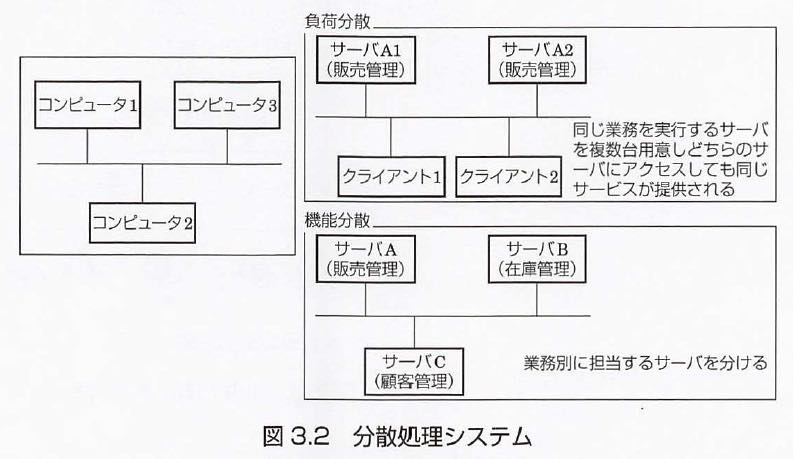 コンピュータ1
コンピュータ3
コンピュータ2
負荷分散
サーバA1
(販売管理)
サーバA2
(販売管理)
クライアント1
クライアント2
同じ業務を実行するサーバ
を複数台用意しどちらのサ
ーバにアクセスしても同じ
サービスが提供される
機能分散
サーバA
(販売管理)
サーバB
(在庫管理)
サーバC
(顧客管理)
業務別に担当するサーバを分ける
図 3.2 分散処理システム